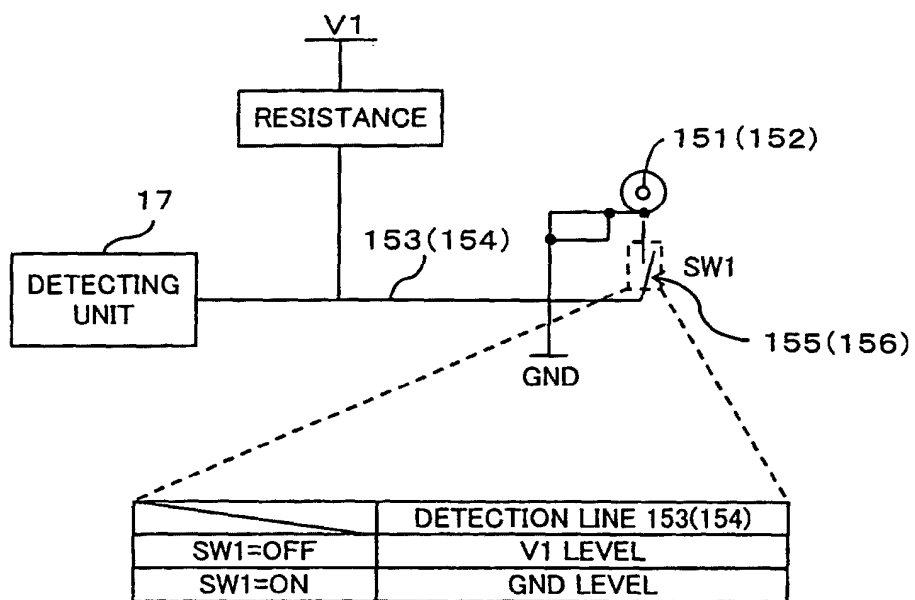 V1
RESISTANCE
151(152)
17
153(154)
DETECTING
UNIT
SW1
155(156)
GND
DETECTION LINE 153(154)
SW1=OFF V1 LEVEL
SW1=ON GND LEVEL